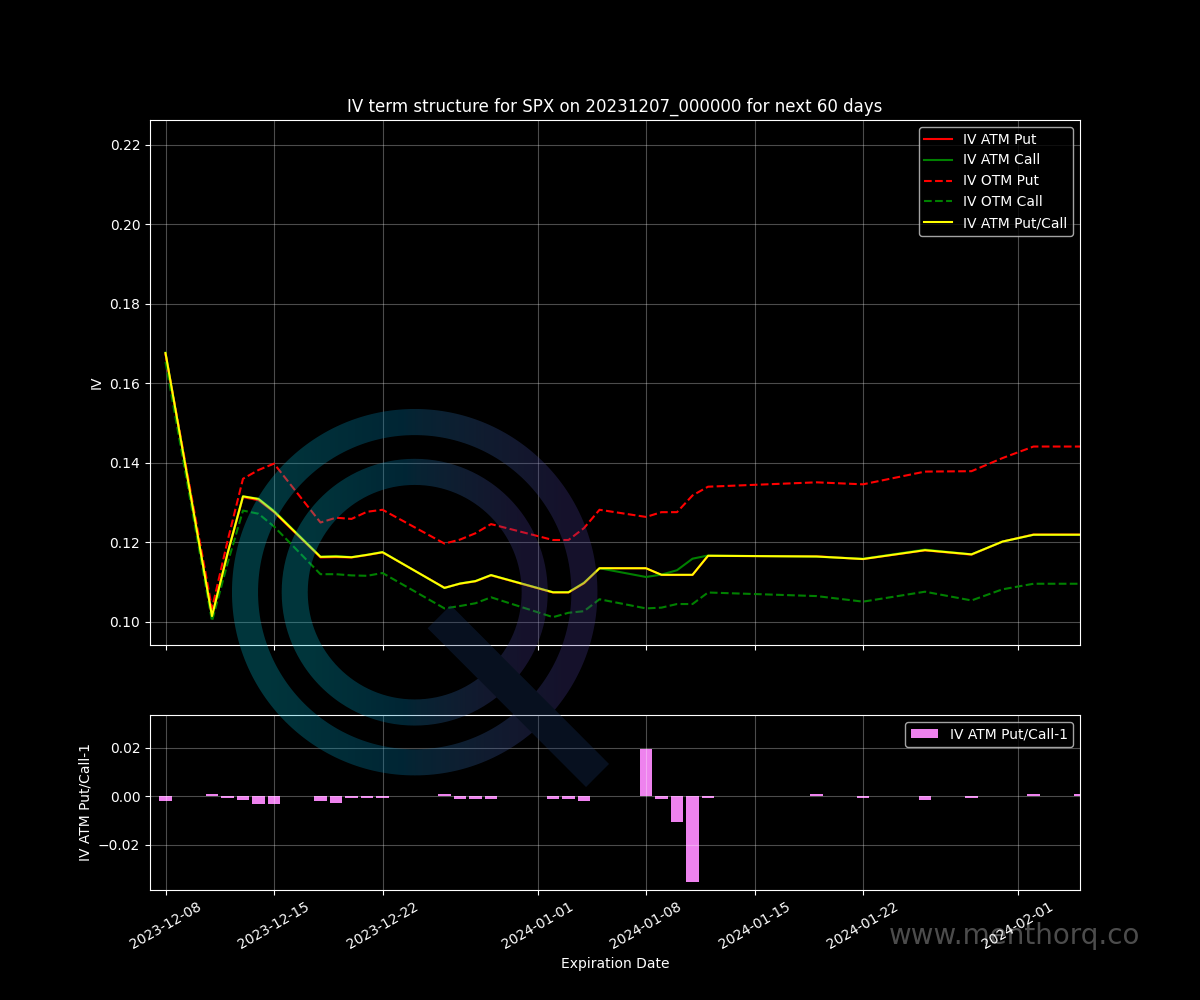 IV term structure for SPX on 20231207_000000 for next 60 days
IV
0.22
0.20
0.18
0.16
0.14
0.12
0.10
IV ATM Put
IV ATM Call
IV OTM Put
IV OTM Call
IV ATM Put/Call
IV ATM Put/Call-1
0.02
0.00
−0.02
IV ATM Put/Call-1
2023-12-08
2023-12-15
2023-12-22
2024-01-01
2024-01-08
2024-01-15
2024-01-22
2024-02-01
www.menthorq.co
Expiration Date